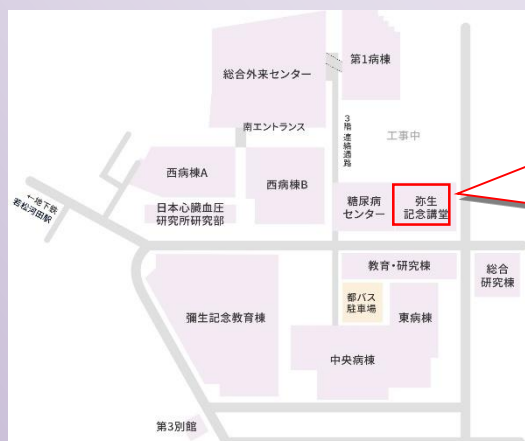 総合外来センター
第1病棟
南エントランス
3階 連絡通路
工事中
西病棟A
西病棟B
←地下鉄
若松河田駅
日本心臓血圧
研究所研究部
糖尿病
センター
弥生
記念講堂
教育・研究棟
総合
研究棟
都バス
駐車場
彌生記念教育棟
東病棟
中央病棟
第3別館